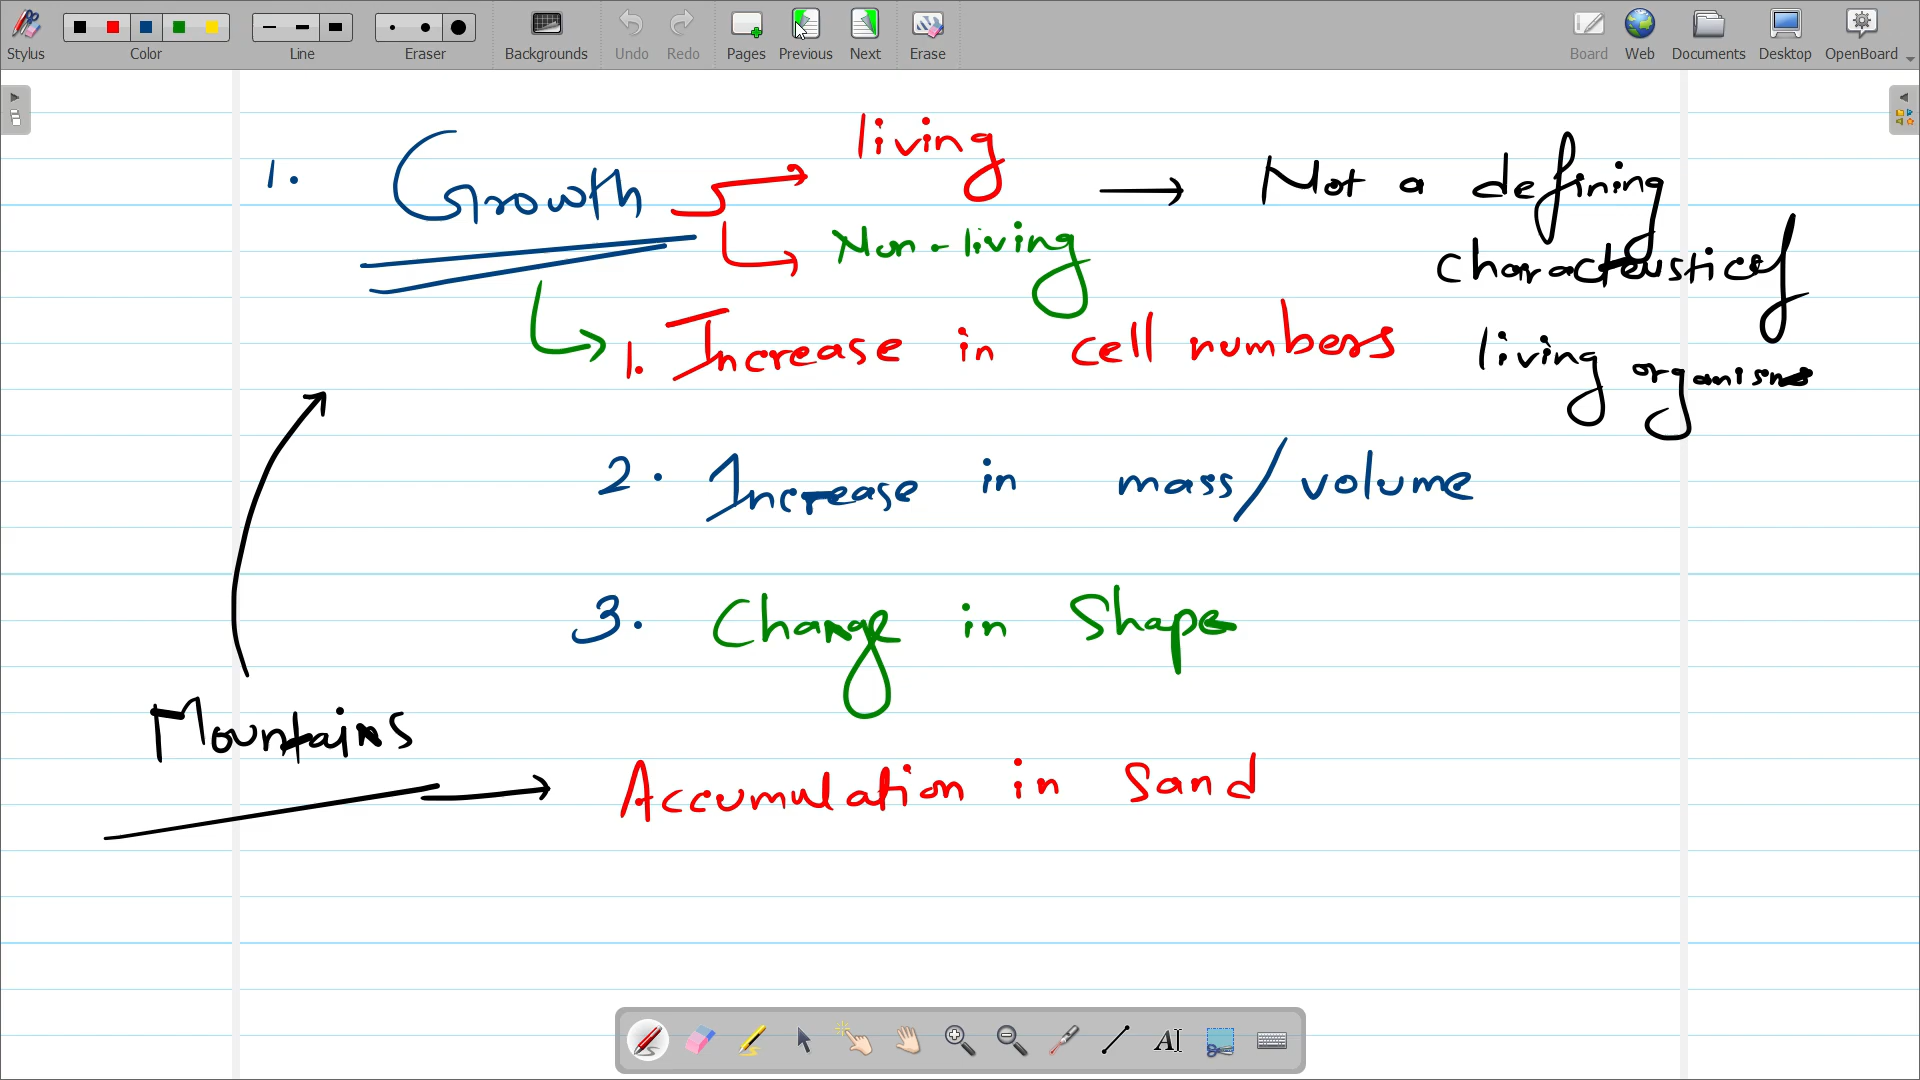 Stylus Color Line Eraser Backgrounds Undo Redo Pages Previous Next Erase Board Web Documents Desktop OpenBoard
1. Growth
living
Non-living
Not a defining
characteristic of
living organisms
1. Increase in cell numbers
2. Increase in mass/volume
3. Change in Shape
Mountains
Accumulation in Sand